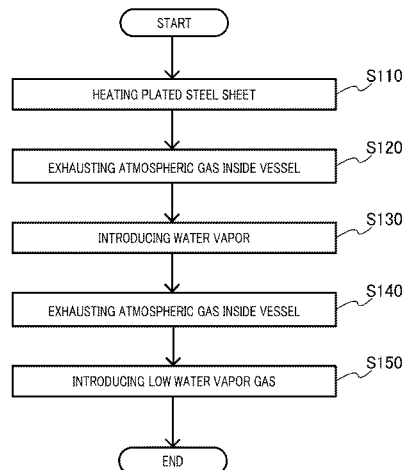 START
HEATING PLATED STEEL SHEET
S110
EXHAUSTING ATMOSPHERIC GAS INSIDE VESSEL
S120
INTRODUCING WATER VAPOR
S130
EXHAUSTING ATMOSPHERIC GAS INSIDE VESSEL
S140
INTRODUCING LOW WATER VAPOR GAS
S150
END